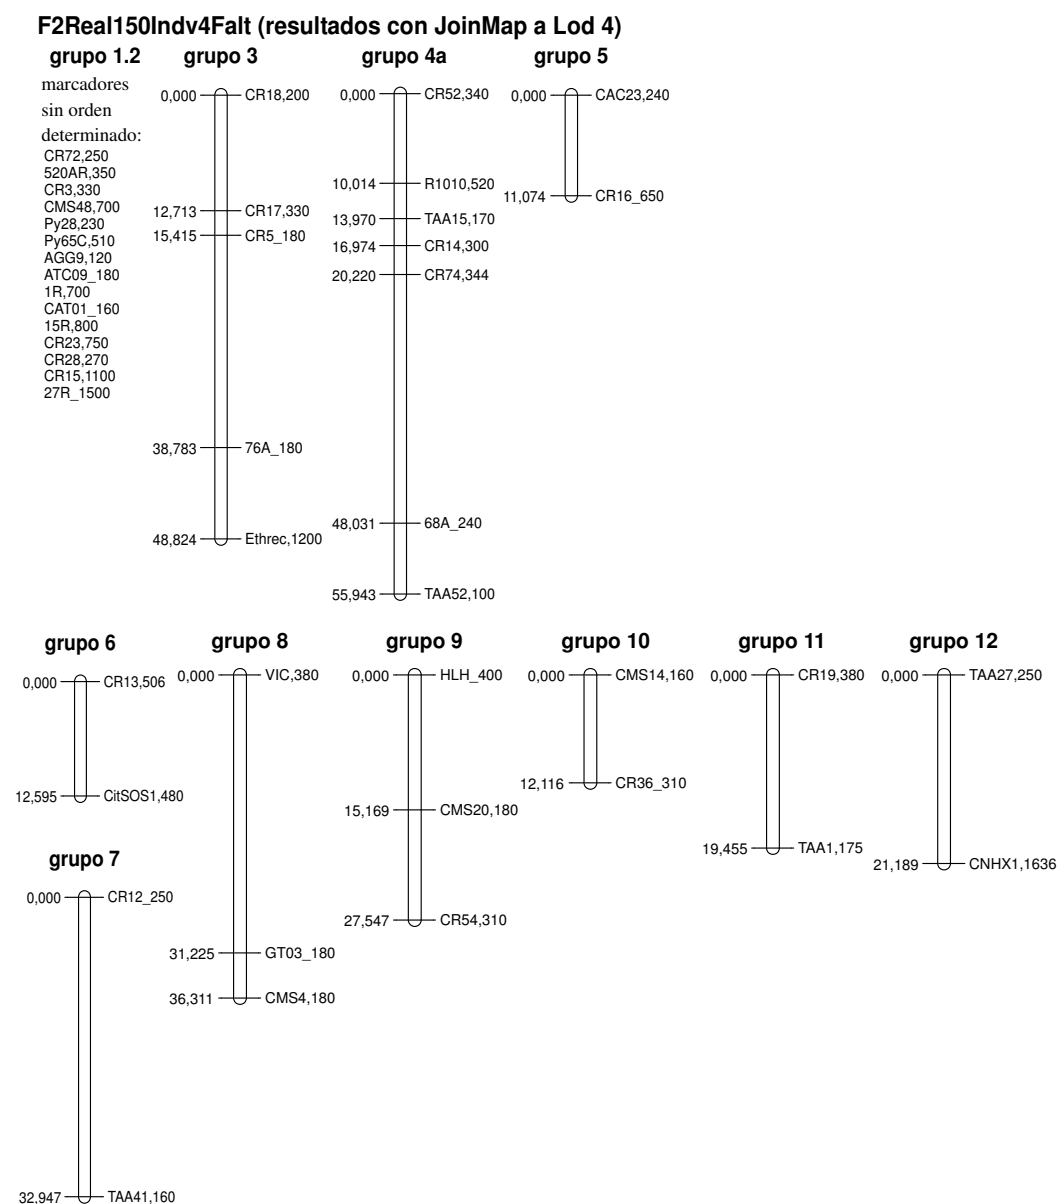 F2Real150Indv4Falt (resultados con JoinMap a Lod 4)
grupo 1.2
marcadores
sin orden
determinado:
CR72,250
520AR,350
CR3,330
CMS48,700
Py28,230
Py65C,510
AGG9,120
ATC09_180
1R,700
CAT01_160
15R,800
CR23,750
CR28,270
CR15,1100
27R_1500
grupo 3
0,000 CR18,200
12,713 CR17,330
15,415 CR5_180
38,783 76A_180
48,824 Ethrec,1200
grupo 4a
0,000 CR52,340
10,014 R1010,520
13,970 TAA15,170
16,974 CR14,300
20,220 CR74,344
48,031 68A_240
55,943 TAA52,100
grupo 5
0,000 CAC23,240
11,074 CR16_650
grupo 6
0,000 CR13,506
12,595 CitSOS1,480
grupo 7
0,000 CR12_250
32,947 TAA41,160
grupo 8
0,000 VIC,380
31,225 GT03_180
36,311 CMS4,180
grupo 9
0,000 HLH_400
15,169 CMS20,180
27,547 CR54,310
grupo 10
0,000 CMS14,160
12,116 CR36_310
grupo 11
0,000 CR19,380
19,455 TAA1,175
grupo 12
0,000 TAA27,250
21,189 CNHX1,1636